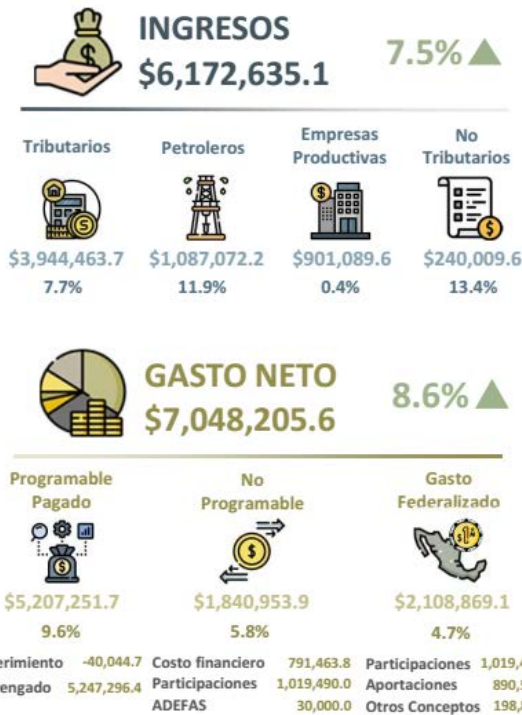 INGRESOS
$6,172,635.1
7.5%
Tributarios
Petroleros
Empresas
Productivas
No
Tributarios
$3,944,463.7 $1,087,072.2 $901,089.6 $240,009.6
7.7% 11.9% 0.4% 13.4%
GASTO NETO
$7,048,205.6
8.6%
Programable
Pagado
No
Programable
Gasto
Federalizado
$5,207,251.7 $1,840,953.9 $2,108,869.1
9.6% 5.8% 4.7%
-40,044.7 Costo financiero 791,463.8 Participaciones
5,247,296.4 Participaciones 1,019,490.0 Aportaciones
ADEFAS 30,000.0 Otros Conceptos